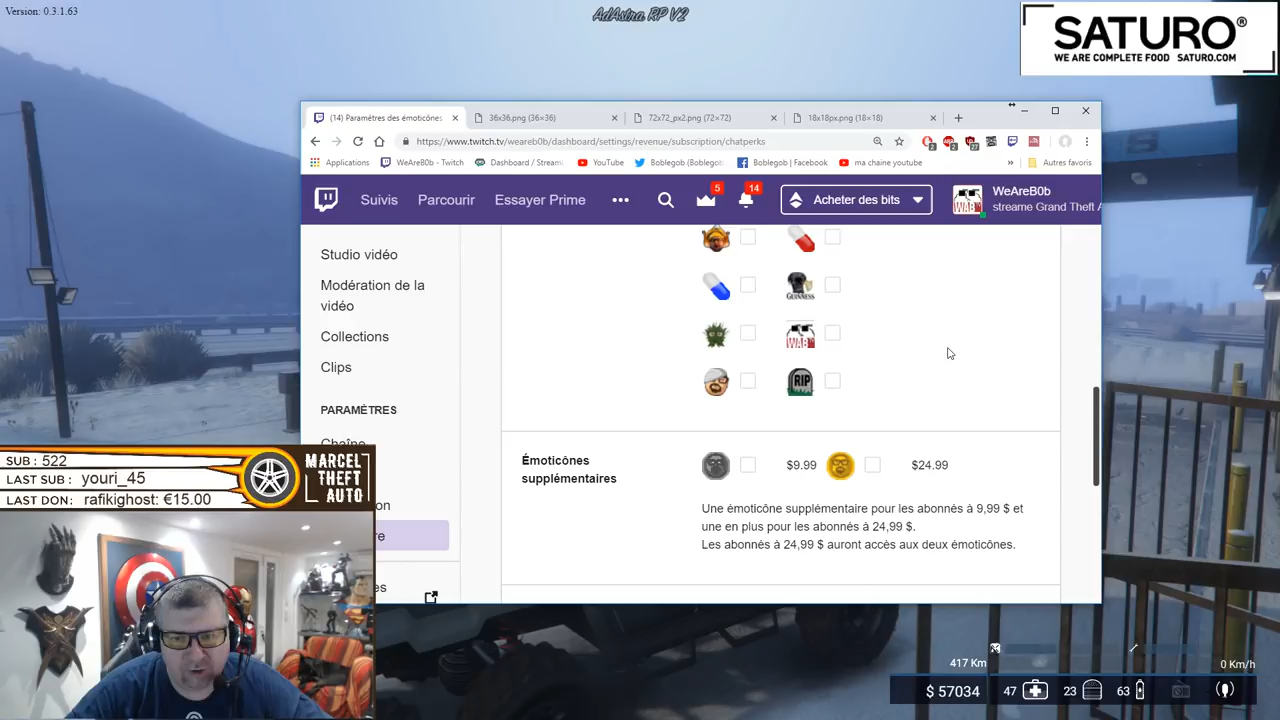 Version: 0.3.1.63
AdAstra RP V2
SATURO®
WE ARE COMPLETE FOOD SATURO.COM
(14) Paramètres des émoticônes
36x36.png (36×36)
72x72_px2.png (72×72)
18x18px.png (18×18)
https://www.twitch.tv/weareb0b/dashboard/settings/revenue/subscription/chatperks
Applications
WeAreB0b - Twitch
Dashboard / Streami
YouTube
Boblegob (Boblegob
Boblegob | Facebook
ma chaine youtube
»
Autres favoris
Suivis
Parcourir
Essayer Prime
5
14
Acheter des bits
WeAreB0b
streame Grand Theft A
Studio vidéo
Modération de la
vidéo
Collections
Clips
PARAMÈTRES
Chaîne
GUINNESS
WAB
RIP
Émoticônes
supplémentaires
$9.99
$24.99
Une émoticône supplémentaire pour les abonnés à 9,99 $ et
une en plus pour les abonnés à 24,99 $.
Les abonnés à 24,99 $ auront accès aux deux émoticônes.
SUB : 522
LAST SUB : youri_45
LAST DON: rafikighost: €15.00
MARCEL
THEFT
AUTO
417 Km
0 Km/h
$ 57034
47
23
63